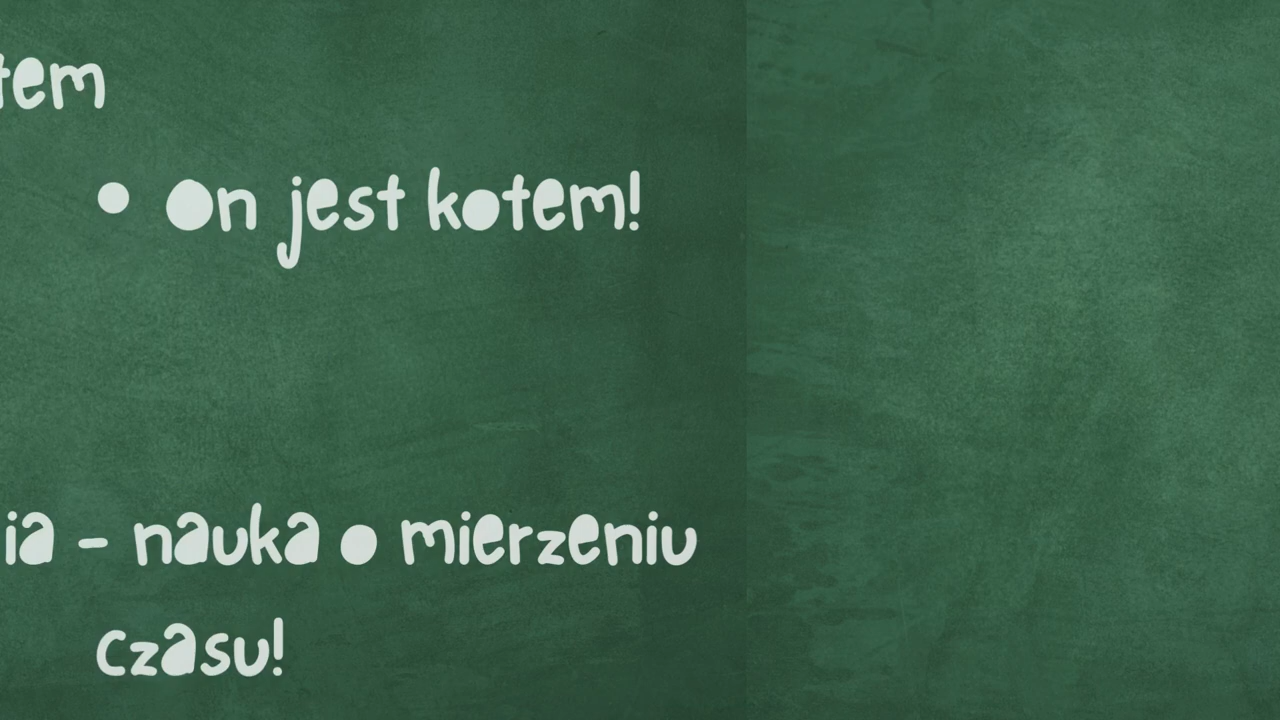 tem
• On jest kotem!
ia - nauka o mierzeniu
czasu!